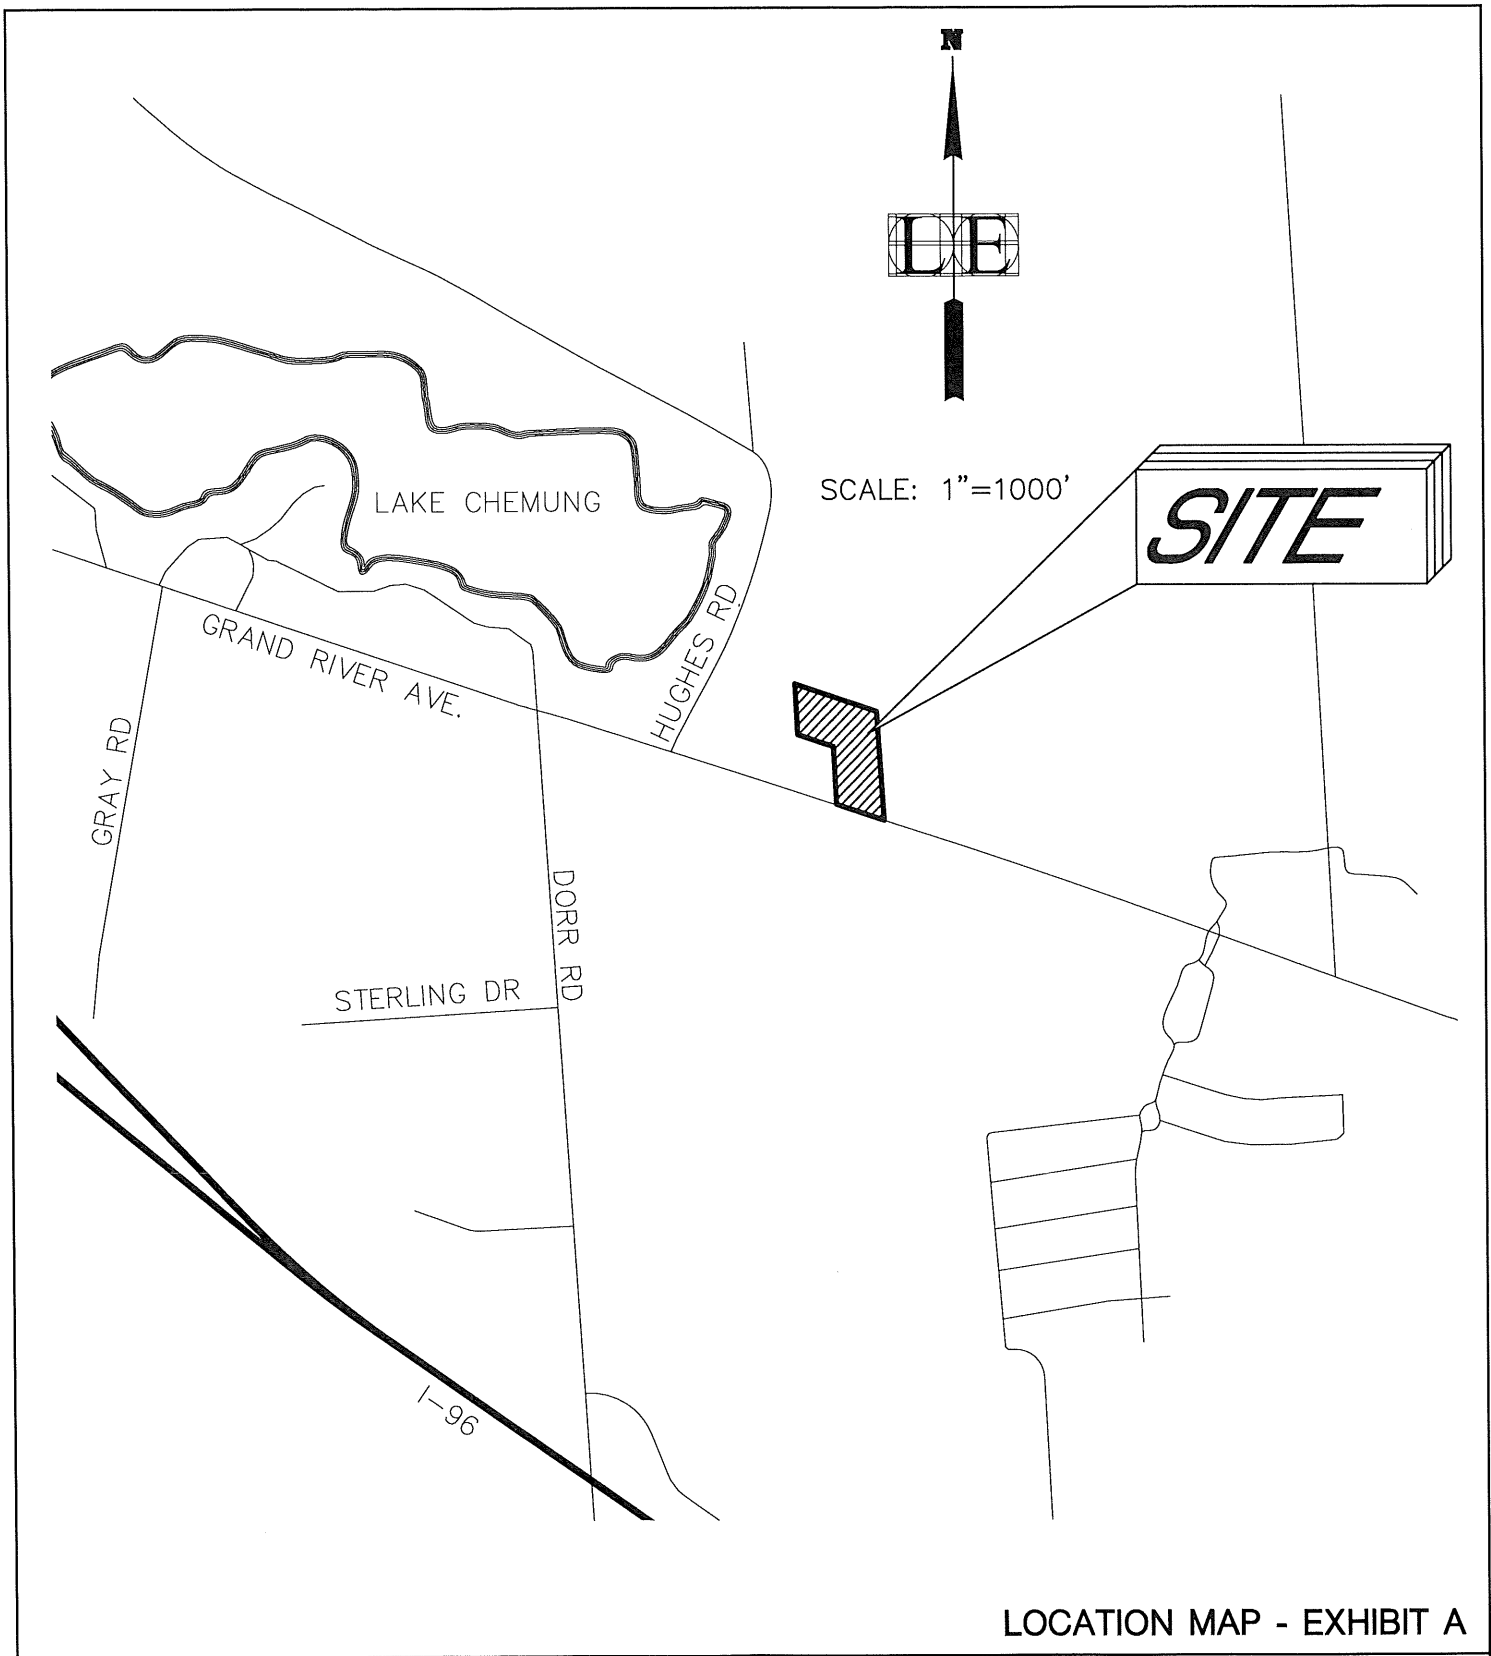 N
LE
SCALE: 1"=1000'
SITE
LAKE CHEMUNG
HUGHES RD.
GRAND RIVER AVE.
GRAY RD
DORR RD
STERLING DR
I-96
LOCATION MAP - EXHIBIT A